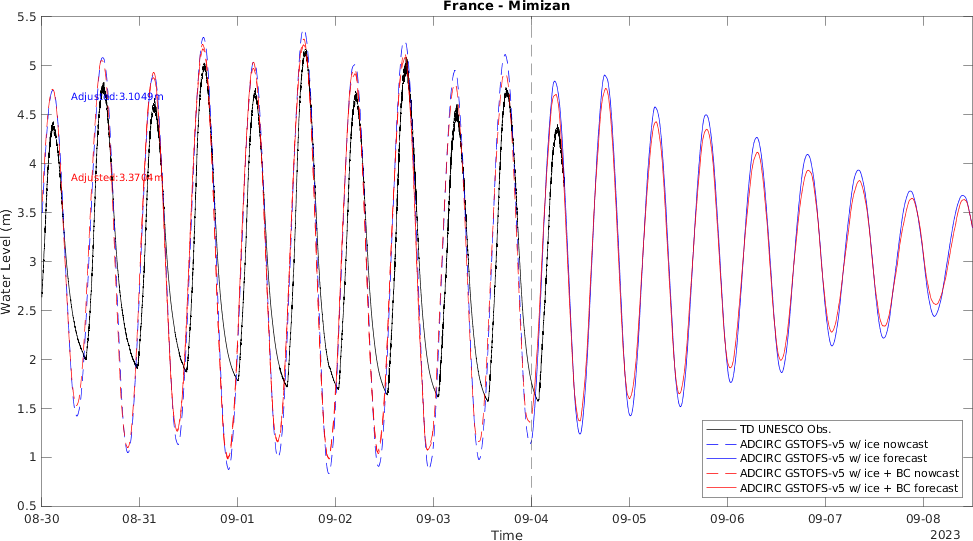 France - Mimizan
5.5
5
4.5
4
3.5
3
2.5
2
1.5
1
0.5
Water Level (m)
Adjusted:3.1049m
Adjusted:3.3704m
TD UNESCO Obs.
ADCIRC GSTOFS-v5 w/ ice nowcast
ADCIRC GSTOFS-v5 w/ ice forecast
ADCIRC GSTOFS-v5 w/ ice + BC nowcast
ADCIRC GSTOFS-v5 w/ ice + BC forecast
08-30 08-31 09-01 09-02 09-03 09-04 09-05 09-06 09-07 09-08
Time
2023